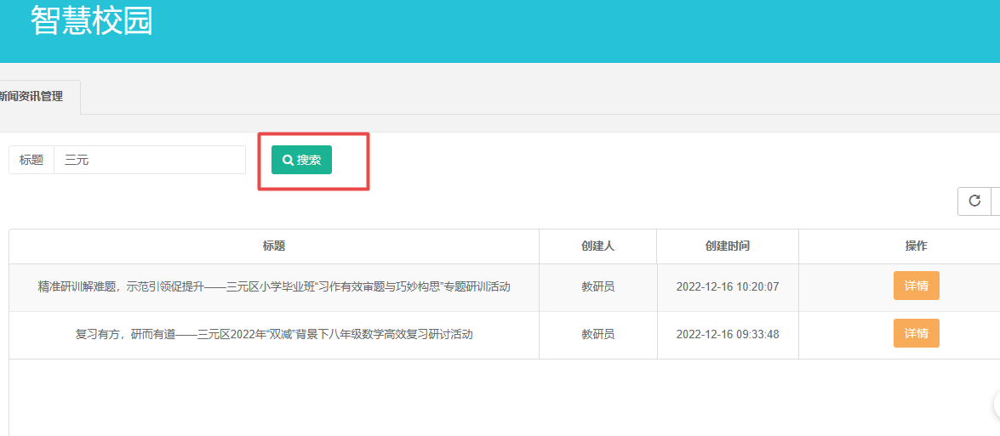 智慧校园
新闻资讯管理
标题 三元 搜索
标题 创建人 创建时间 操作
精准研训解难题，示范引领促提升——三元区小学毕业班“习作有效审题与巧妙构思”专题研训活动 教研员 2022-12-16 10:20:07 详情
复习有方，研而有道——三元区2022年“双减”背景下八年级数学高效复习研讨活动 教研员 2022-12-16 09:33:48 详情